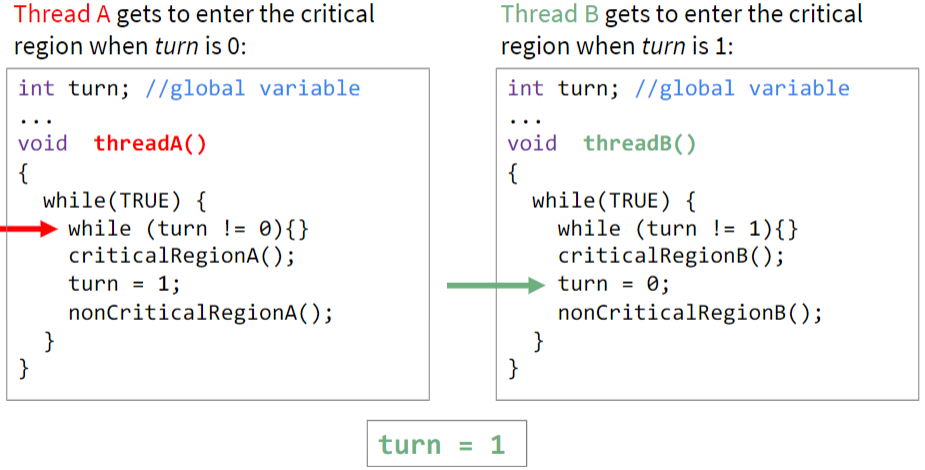 Thread A gets to enter the critical
region when turn is 0:
int turn; //global variable
...
void  threadA()
{
  while(TRUE) {
    while (turn != 0){}
    criticalRegionA();
    turn = 1;
    nonCriticalRegionA();
  }
}
Thread B gets to enter the critical
region when turn is 1:
int turn; //global variable
...
void  threadB()
{
  while(TRUE) {
    while (turn != 1){}
    criticalRegionB();
    turn = 0;
    nonCriticalRegionB();
  }
}
turn = 1